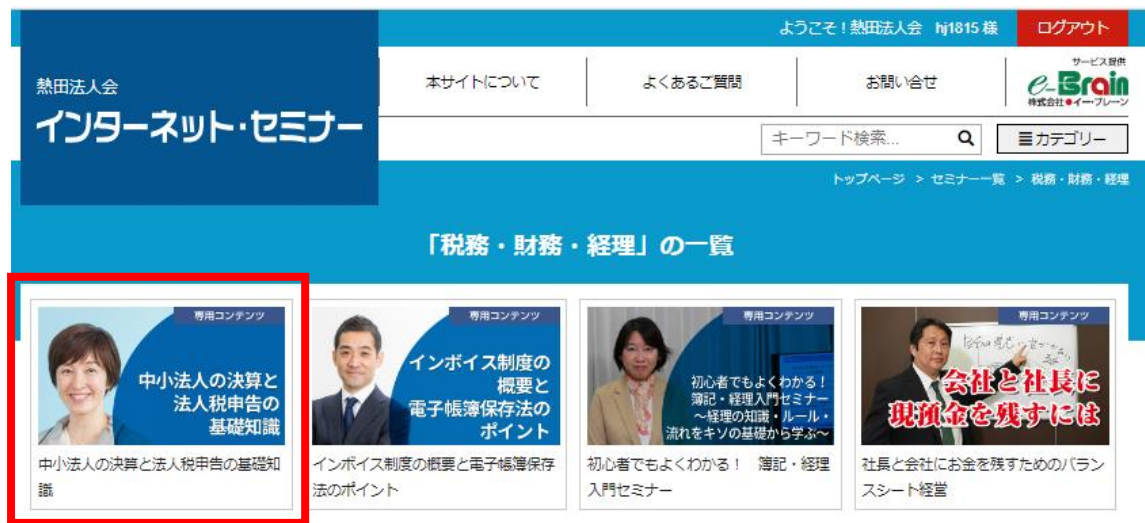 ようこそ！熱田法人会 hj1815 様
ログアウト
熱田法人会
インターネット・セミナー
本サイトについて
よくあるご質問
お問い合せ
サービス提供
e-Brain
株式会社●イー・ブレーン
キーワード検索...
≣カテゴリー
トップページ > セミナー一覧 > 税務・財務・経理
「税務・財務・経理」の一覧
専用コンテンツ
中小法人の決算と
法人税申告の
基礎知識
中小法人の決算と法人税申告の基礎知
識
専用コンテンツ
インボイス制度の
概要と
電子帳簿保存法の
ポイント
インボイス制度の概要と電子帳簿保存
法のポイント
専用コンテンツ
初心者でもよくわかる！
簿記・経理入門セミナー
～経理の知識・ルール・
流れをキソの基礎から学ぶ～
初心者でもよくわかる！ 簿記・経理
入門セミナー
専用コンテンツ
会社と社長に
現預金を残すには
社長と会社にお金を残すためのバラン
スシート経営